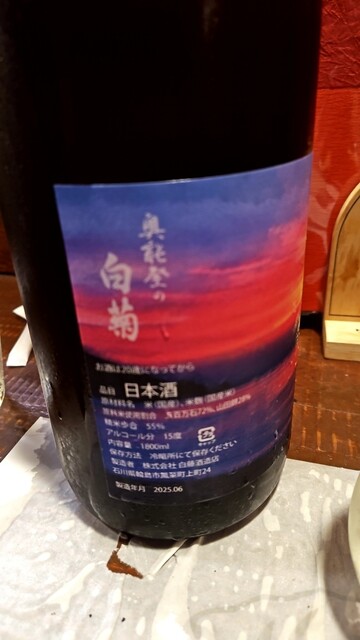 奥能登の
白菊
お酒は20歳になってから
品目 日本酒
原材料名 米(国産)、米麹(国産米)
原料米使用割合 五百万石72%、山田錦28%
精米歩合 55%
アルコール分 15度
内容量 1800ml
保存方法 冷暗所にて保存ください
製造者 株式会社 白藤酒造店
石川県輪島市鳳至町上町24
製造年月 2025.06
キャップ